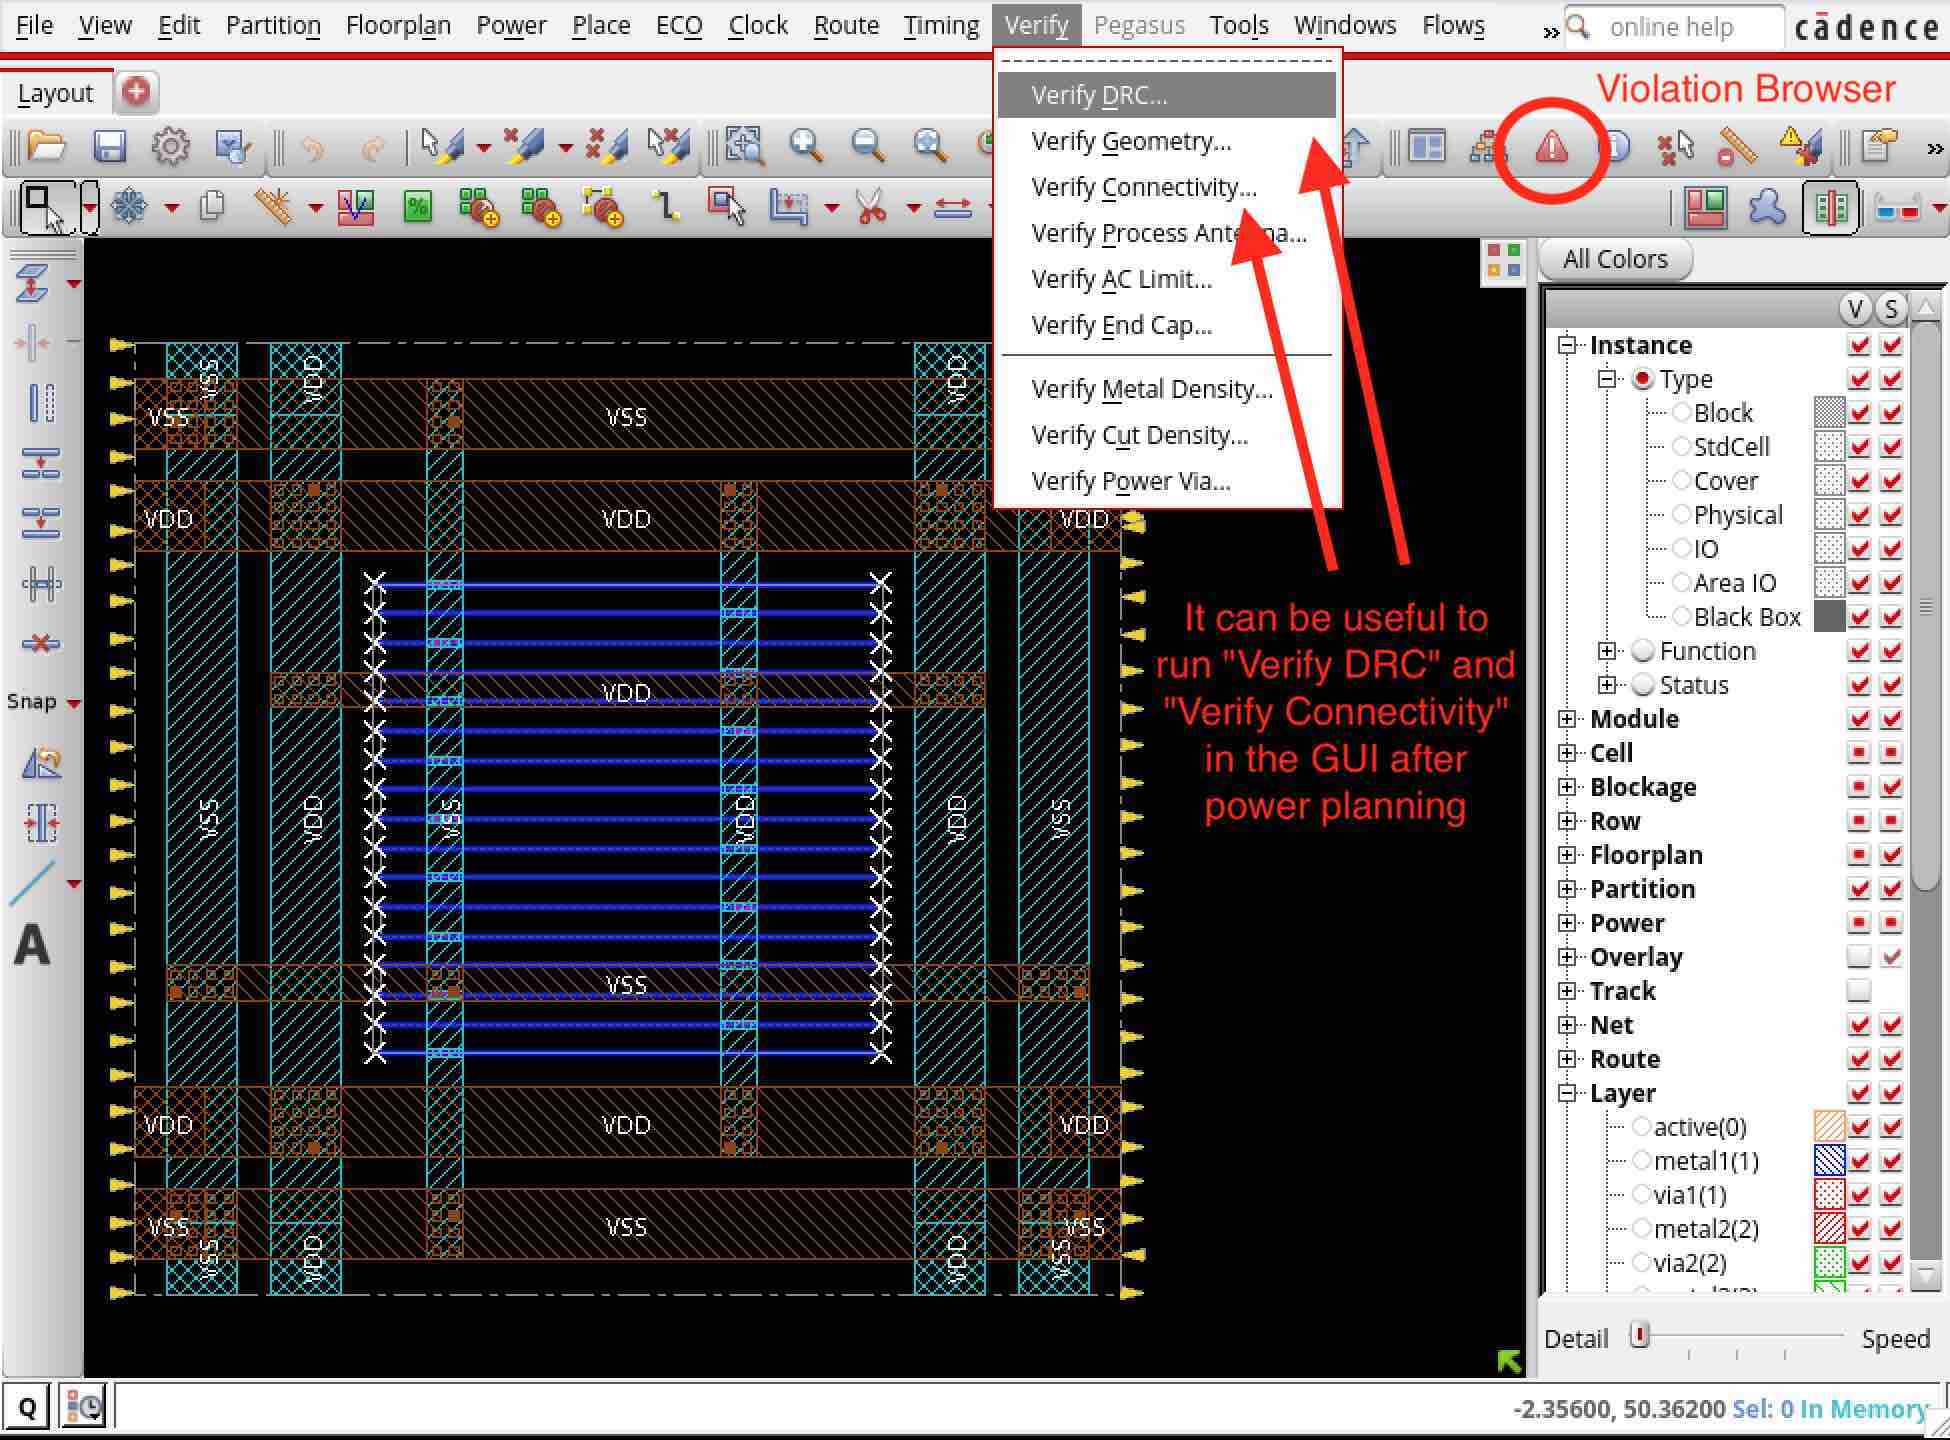 File View Edit Partition Floorplan Power Place ECO Clock Route Timing Verify Pegasus Tools Windows Flows » online help cādence
Layout
Violation Browser
Verify DRC...
Verify Geometry...
Verify Connectivity...
Verify Process Antenna...
Verify AC Limit...
Verify End Cap...
Verify Metal Density...
Verify Cut Density...
Verify Power Via...
»
Snap
A
VSS VDD VDD
VSS VSS
VDD VDD VDD
VDD
VSS VDD VSS VDD VDD VSS
VSS
VDD VDD VDD
VSS VSS VSS
VSS VDD VDD VSS
It can be useful to
run "Verify DRC" and
"Verify Connectivity"
in the GUI after
power planning
All Colors
V S
Instance
Type
Block
StdCell
Cover
Physical
IO
Area IO
Black Box
Function
Status
Module
Cell
Blockage
Row
Floorplan
Partition
Power
Overlay
Track
Net
Route
Layer
active(0)
metal1(1)
via1(1)
metal2(2)
via2(2)
Detail Speed
Q
-2.35600, 50.36200 Sel: 0 In Memory